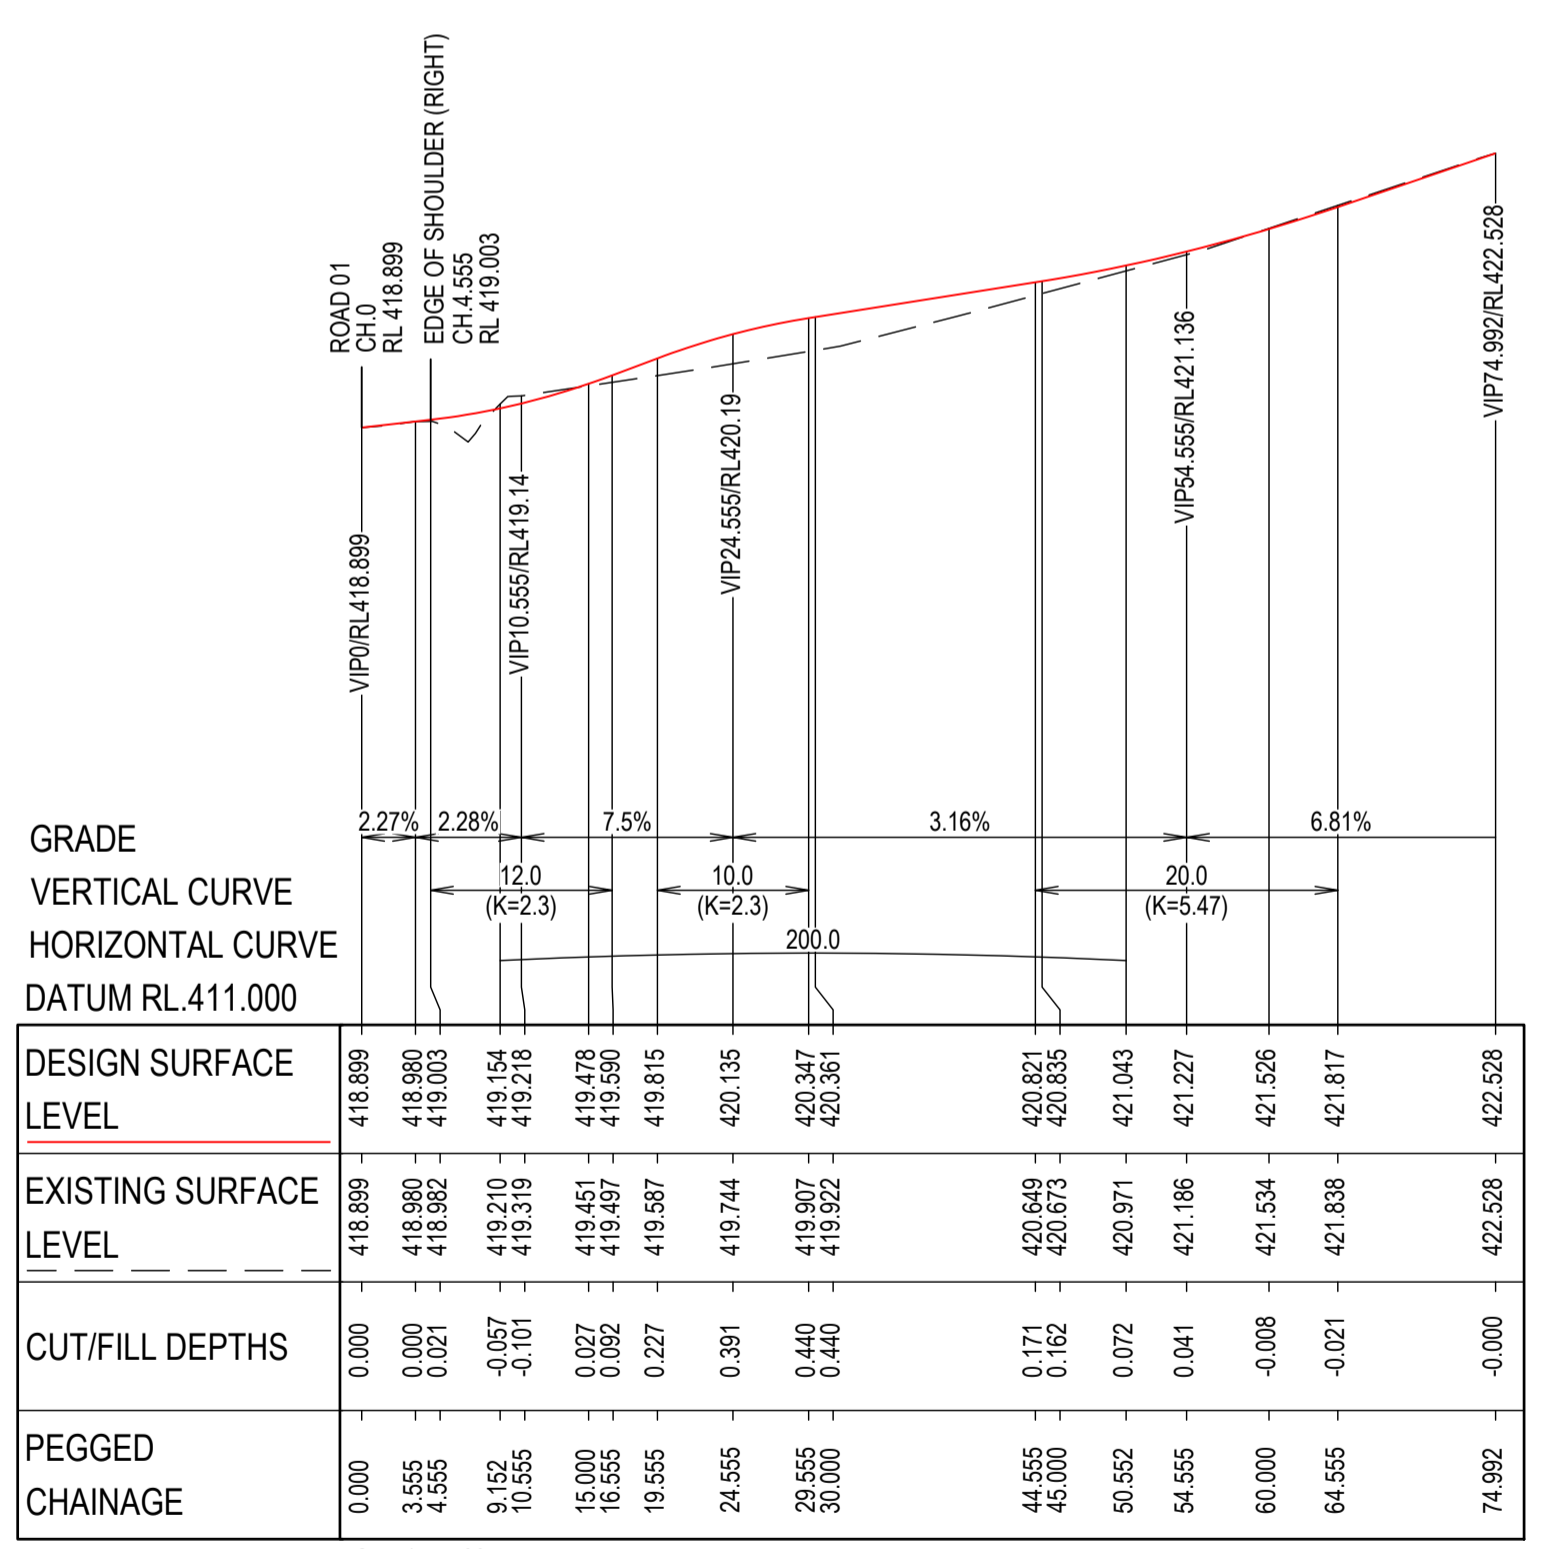 ROAD 01
CH.0
RL 418.899
EDGE OF SHOULDER (RIGHT)
CH.4.555
RL 419.003
VIP0/RL418.899
VIP10.555/RL419.14
VIP24.555/RL420.19
VIP54.555/RL421.136
VIP74.992/RL422.528
GRADE 2.27% 2.28% 7.5% 3.16% 6.81%
VERTICAL CURVE 12.0 10.0 20.0
(K=2.3) (K=2.3) (K=5.47)
HORIZONTAL CURVE 200.0
DATUM RL.411.000
DESIGN SURFACE
LEVEL
418.899 418.980 419.003 419.154 419.218 419.478 419.590 419.815 420.135 420.347 420.361 420.821 420.835 421.043 421.227 421.526 421.817 422.528
EXISTING SURFACE
LEVEL
418.899 418.980 418.982 419.210 419.319 419.451 419.497 419.587 419.744 419.907 419.922 420.649 420.673 420.971 421.186 421.534 421.838 422.528
CUT/FILL DEPTHS
0.000 0.000 0.021 -0.057 -0.101 0.027 0.092 0.227 0.391 0.440 0.440 0.171 0.162 0.072 0.041 -0.008 -0.021 -0.000
PEGGED
CHAINAGE
0.000 3.555 4.555 9.152 10.555 15.000 16.555 19.555 24.555 29.555 30.000 44.555 45.000 50.552 54.555 60.000 64.555 74.992